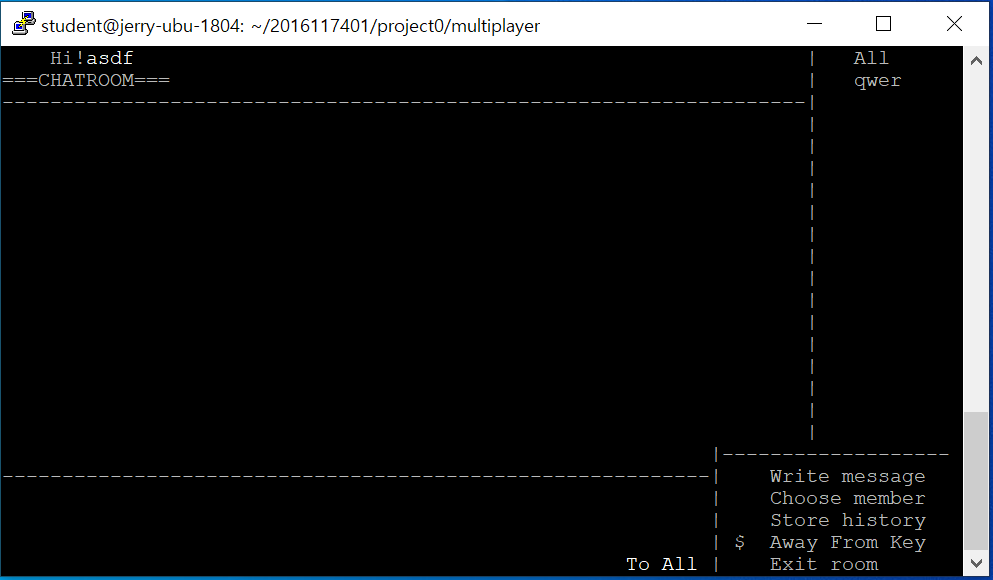 student@jerry-ubu-1804: ~/2016117401/project0/multiplayer
Hi!asdf
===CHATROOM===
All
qwer
Write message
Choose member
Store history
$ Away From Key
To All
Exit room